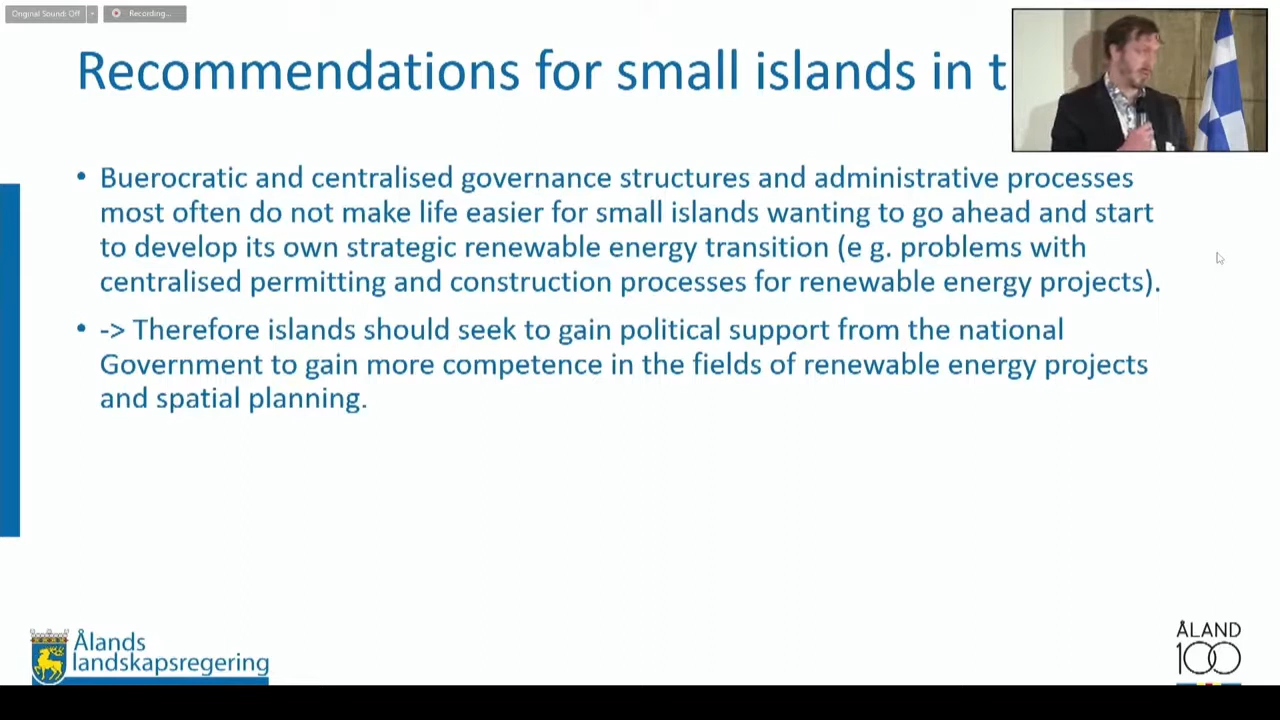 Original Sound: Off
Recording...
Recommendations for small islands in t
• Buerocratic and centralised governance structures and administrative processes
most often do not make life easier for small islands wanting to go ahead and start
to develop its own strategic renewable energy transition (e g. problems with
centralised permitting and construction processes for renewable energy projects).
• -> Therefore islands should seek to gain political support from the national
Government to gain more competence in the fields of renewable energy projects
and spatial planning.
Ålands
landskapsregering
ÅLAND
100